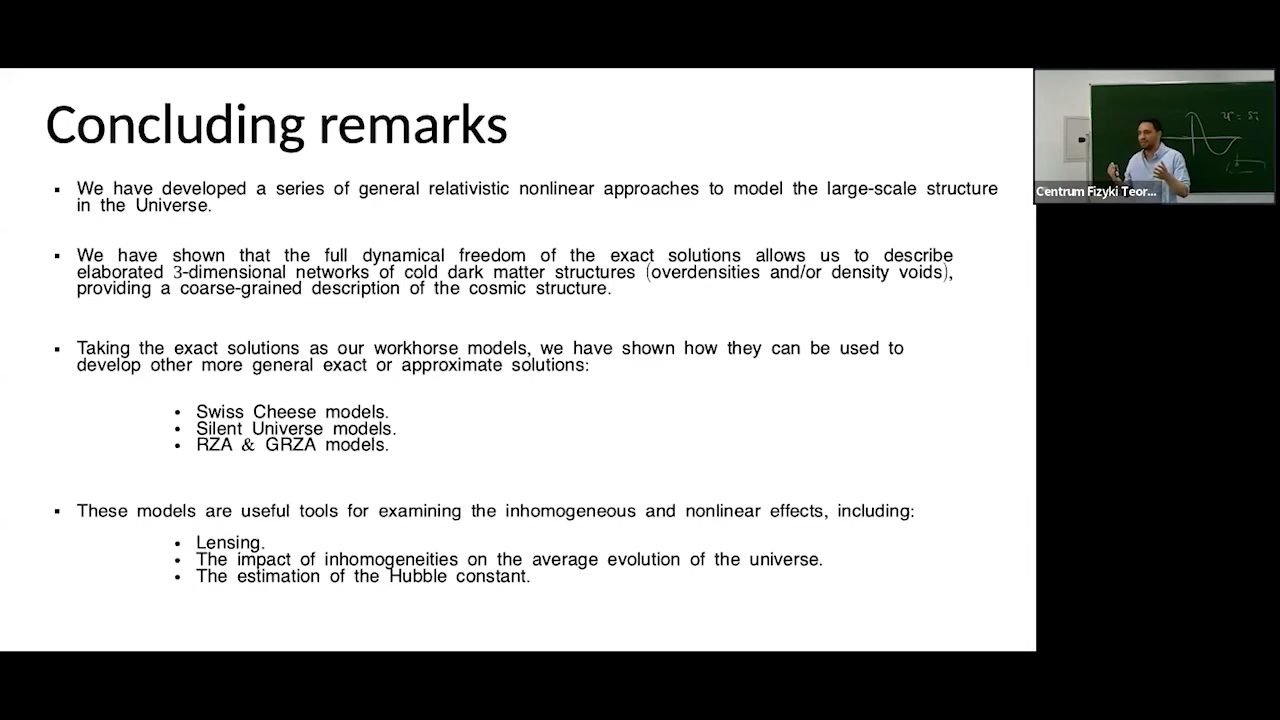 Concluding remarks
We have developed a series of general relativistic nonlinear approaches to model the large-scale structure
in the Universe.
We have shown that the full dynamical freedom of the exact solutions allows us to describe
elaborated 3-dimensional networks of cold dark matter structures (overdensities and/or density voids),
providing a coarse-grained description of the cosmic structure.
Taking the exact solutions as our workhorse models, we have shown how they can be used to
develop other more general exact or approximate solutions:
Swiss Cheese models.
Silent Universe models.
RZA & GRZA models.
These models are useful tools for examining the inhomogeneous and nonlinear effects, including:
Lensing.
The impact of inhomogeneities on the average evolution of the universe.
The estimation of the Hubble constant.
Centrum Fizyki Teor...